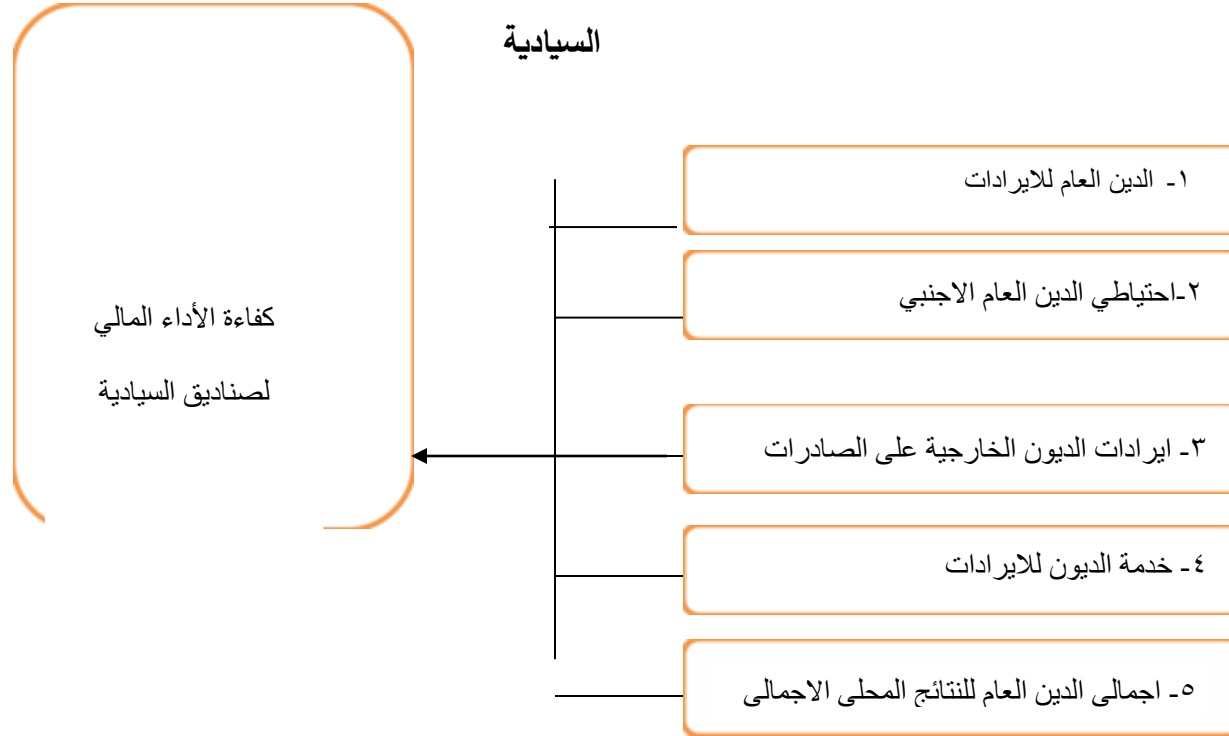 السيادية
١- الدين العام للايرادات
٢-احتياطي الدين العام الاجنبي
٣- ايرادات الديون الخارجية على الصادرات
٤- خدمة الديون للايرادات
٥- اجمالى الدين العام للنتائج المحلى الاجمالى
كفاءة الأداء المالي
لصناديق السيادية